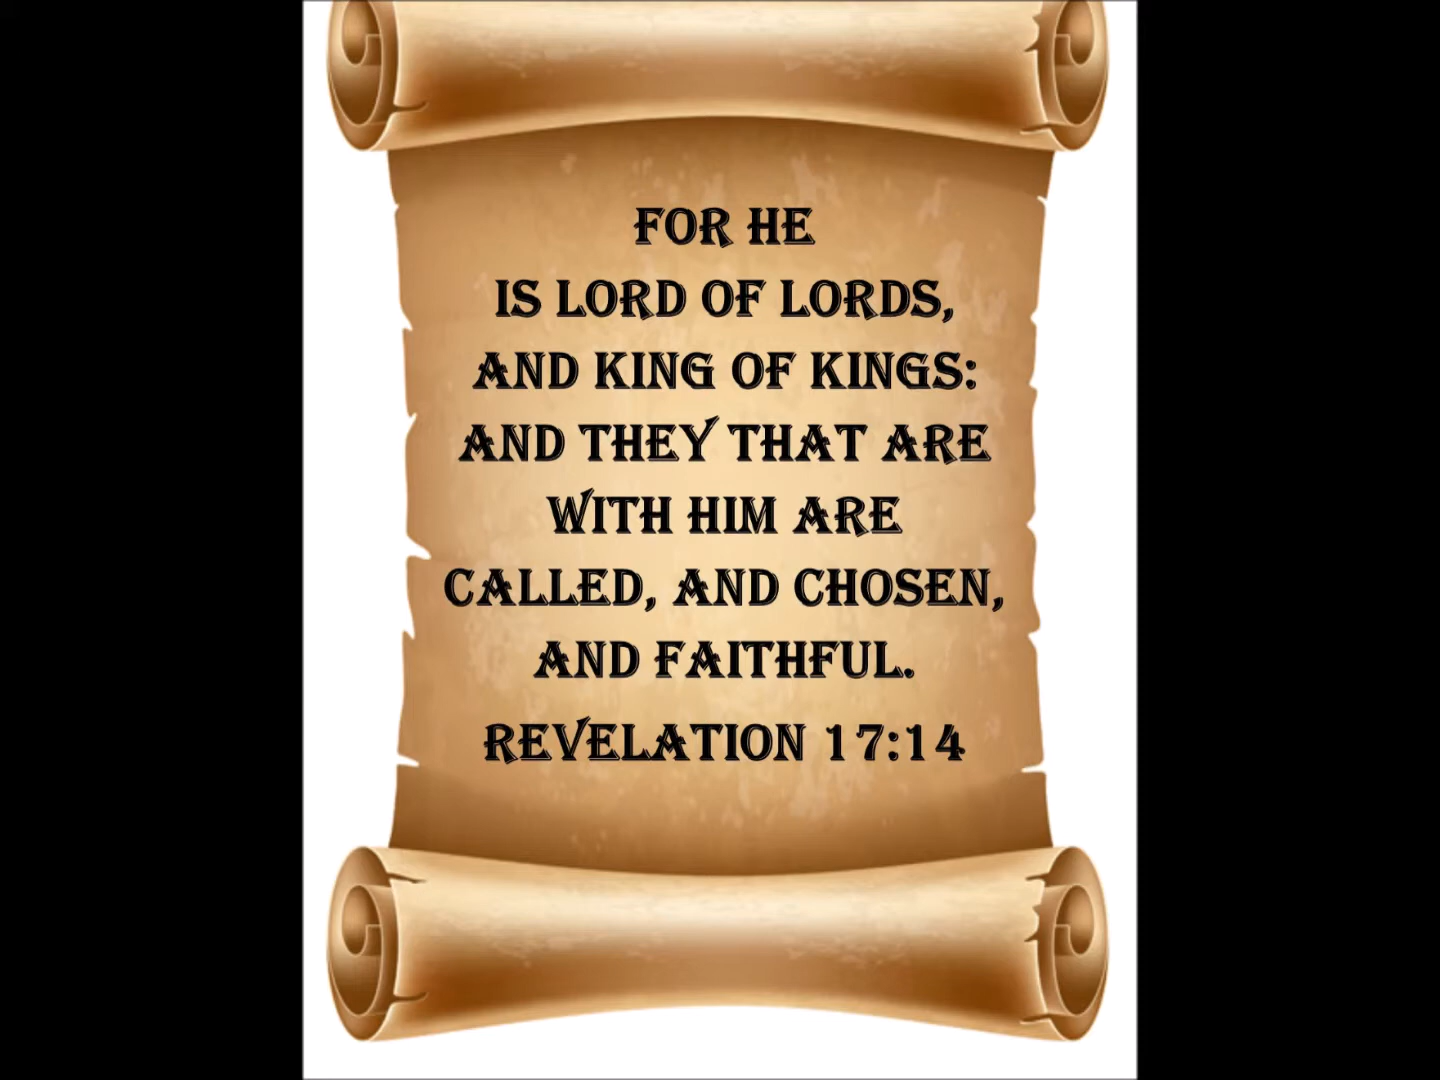 FOR HE
IS LORD OF LORDS,
AND KING OF KINGS:
AND THEY THAT ARE
WITH HIM ARE
CALLED, AND CHOSEN,
AND FAITHFUL.
REVELATION 17:14